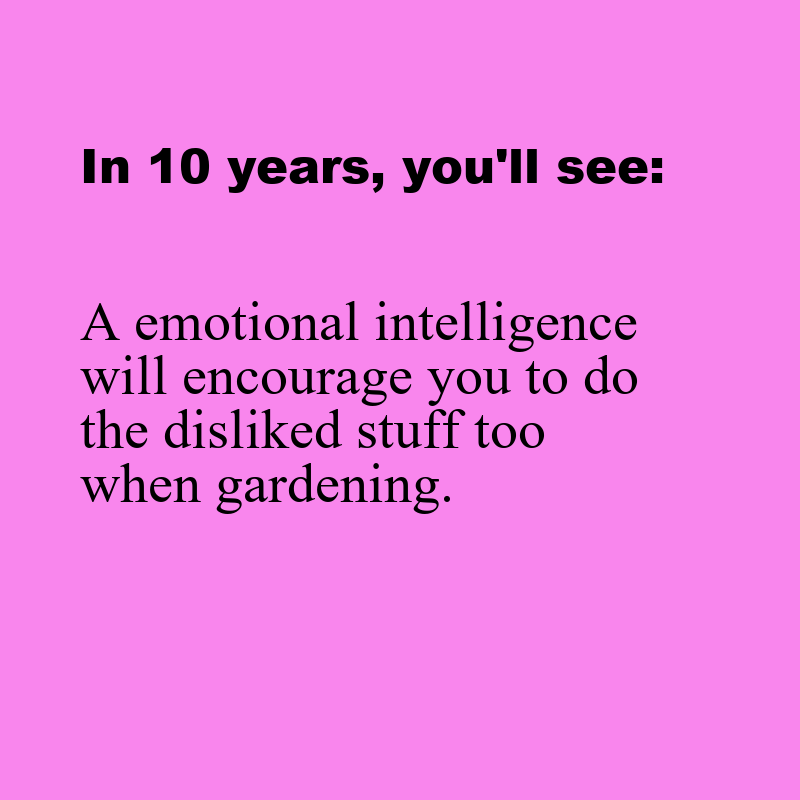 In 10 years, you'll see:
A emotional intelligence
will encourage you to do
the disliked stuff too
when gardening.